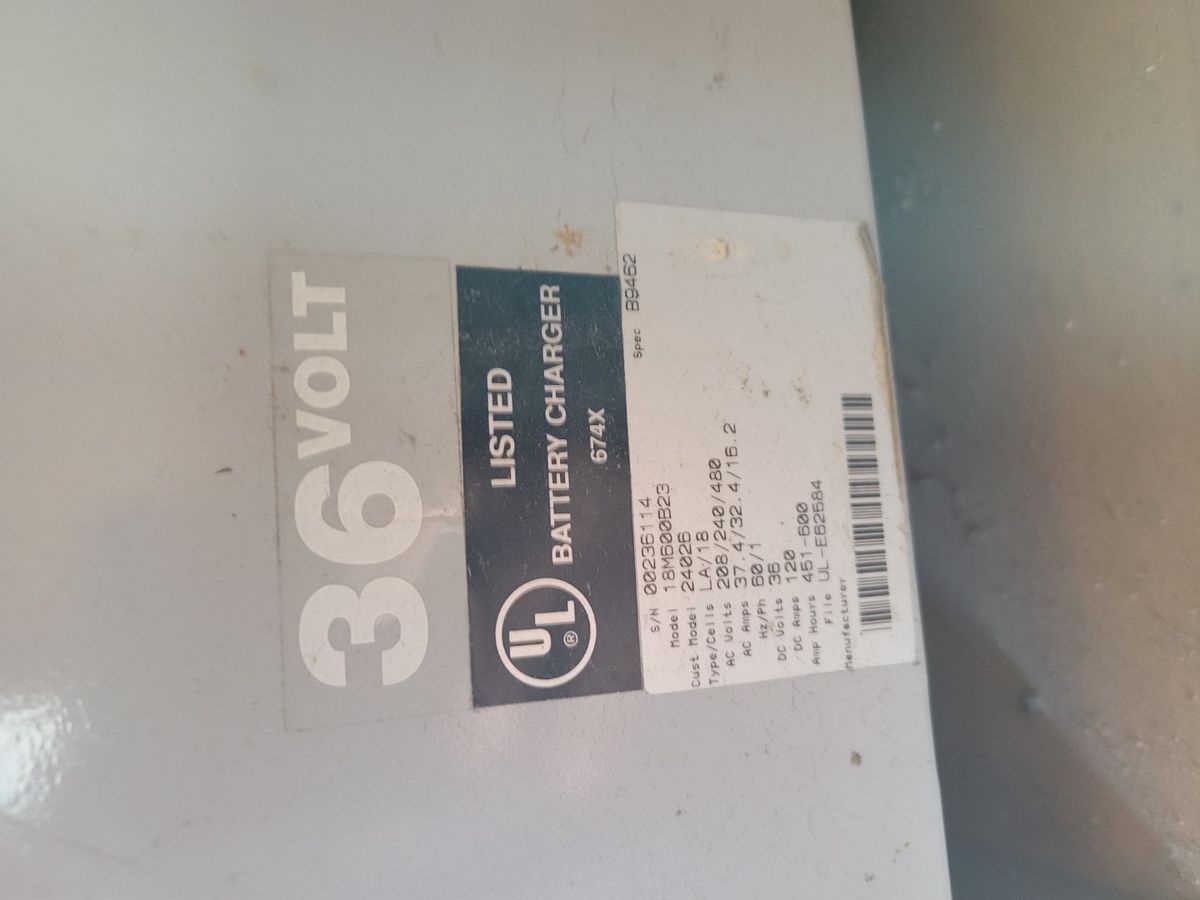 36 VOLT
UL ® LISTED
BATTERY CHARGER
674X
Spec B9462
S/N 00236114
Model 18M600B23
Cust.Model 24026
Type/Cells LA/18
AC Volts 208/240/480
AC Amps 37.4/32.4/16.2
Hz/Ph 60/1
DC Volts 36
DC Amps 120
Amp Hours 451-600
File UL-E62584
Manufacturer